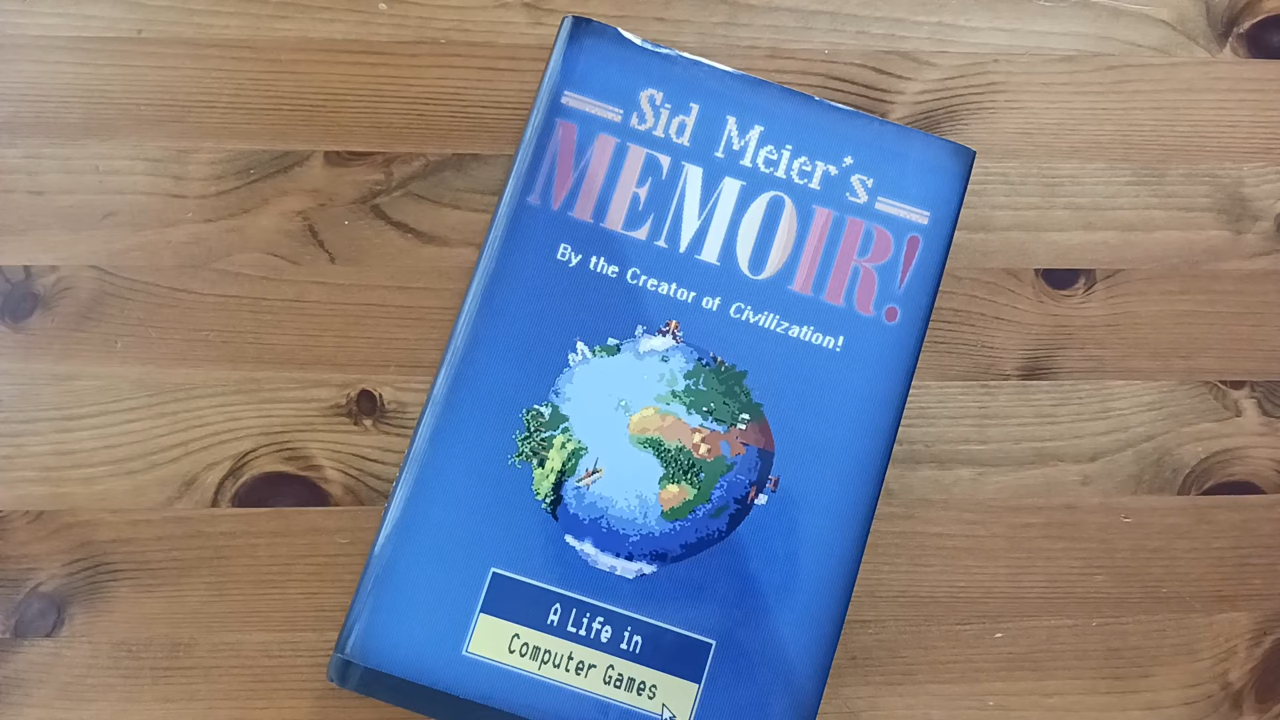 Sid Meier's
MEMOIR!
By the Creator of Civilization!
A Life in
Computer Games